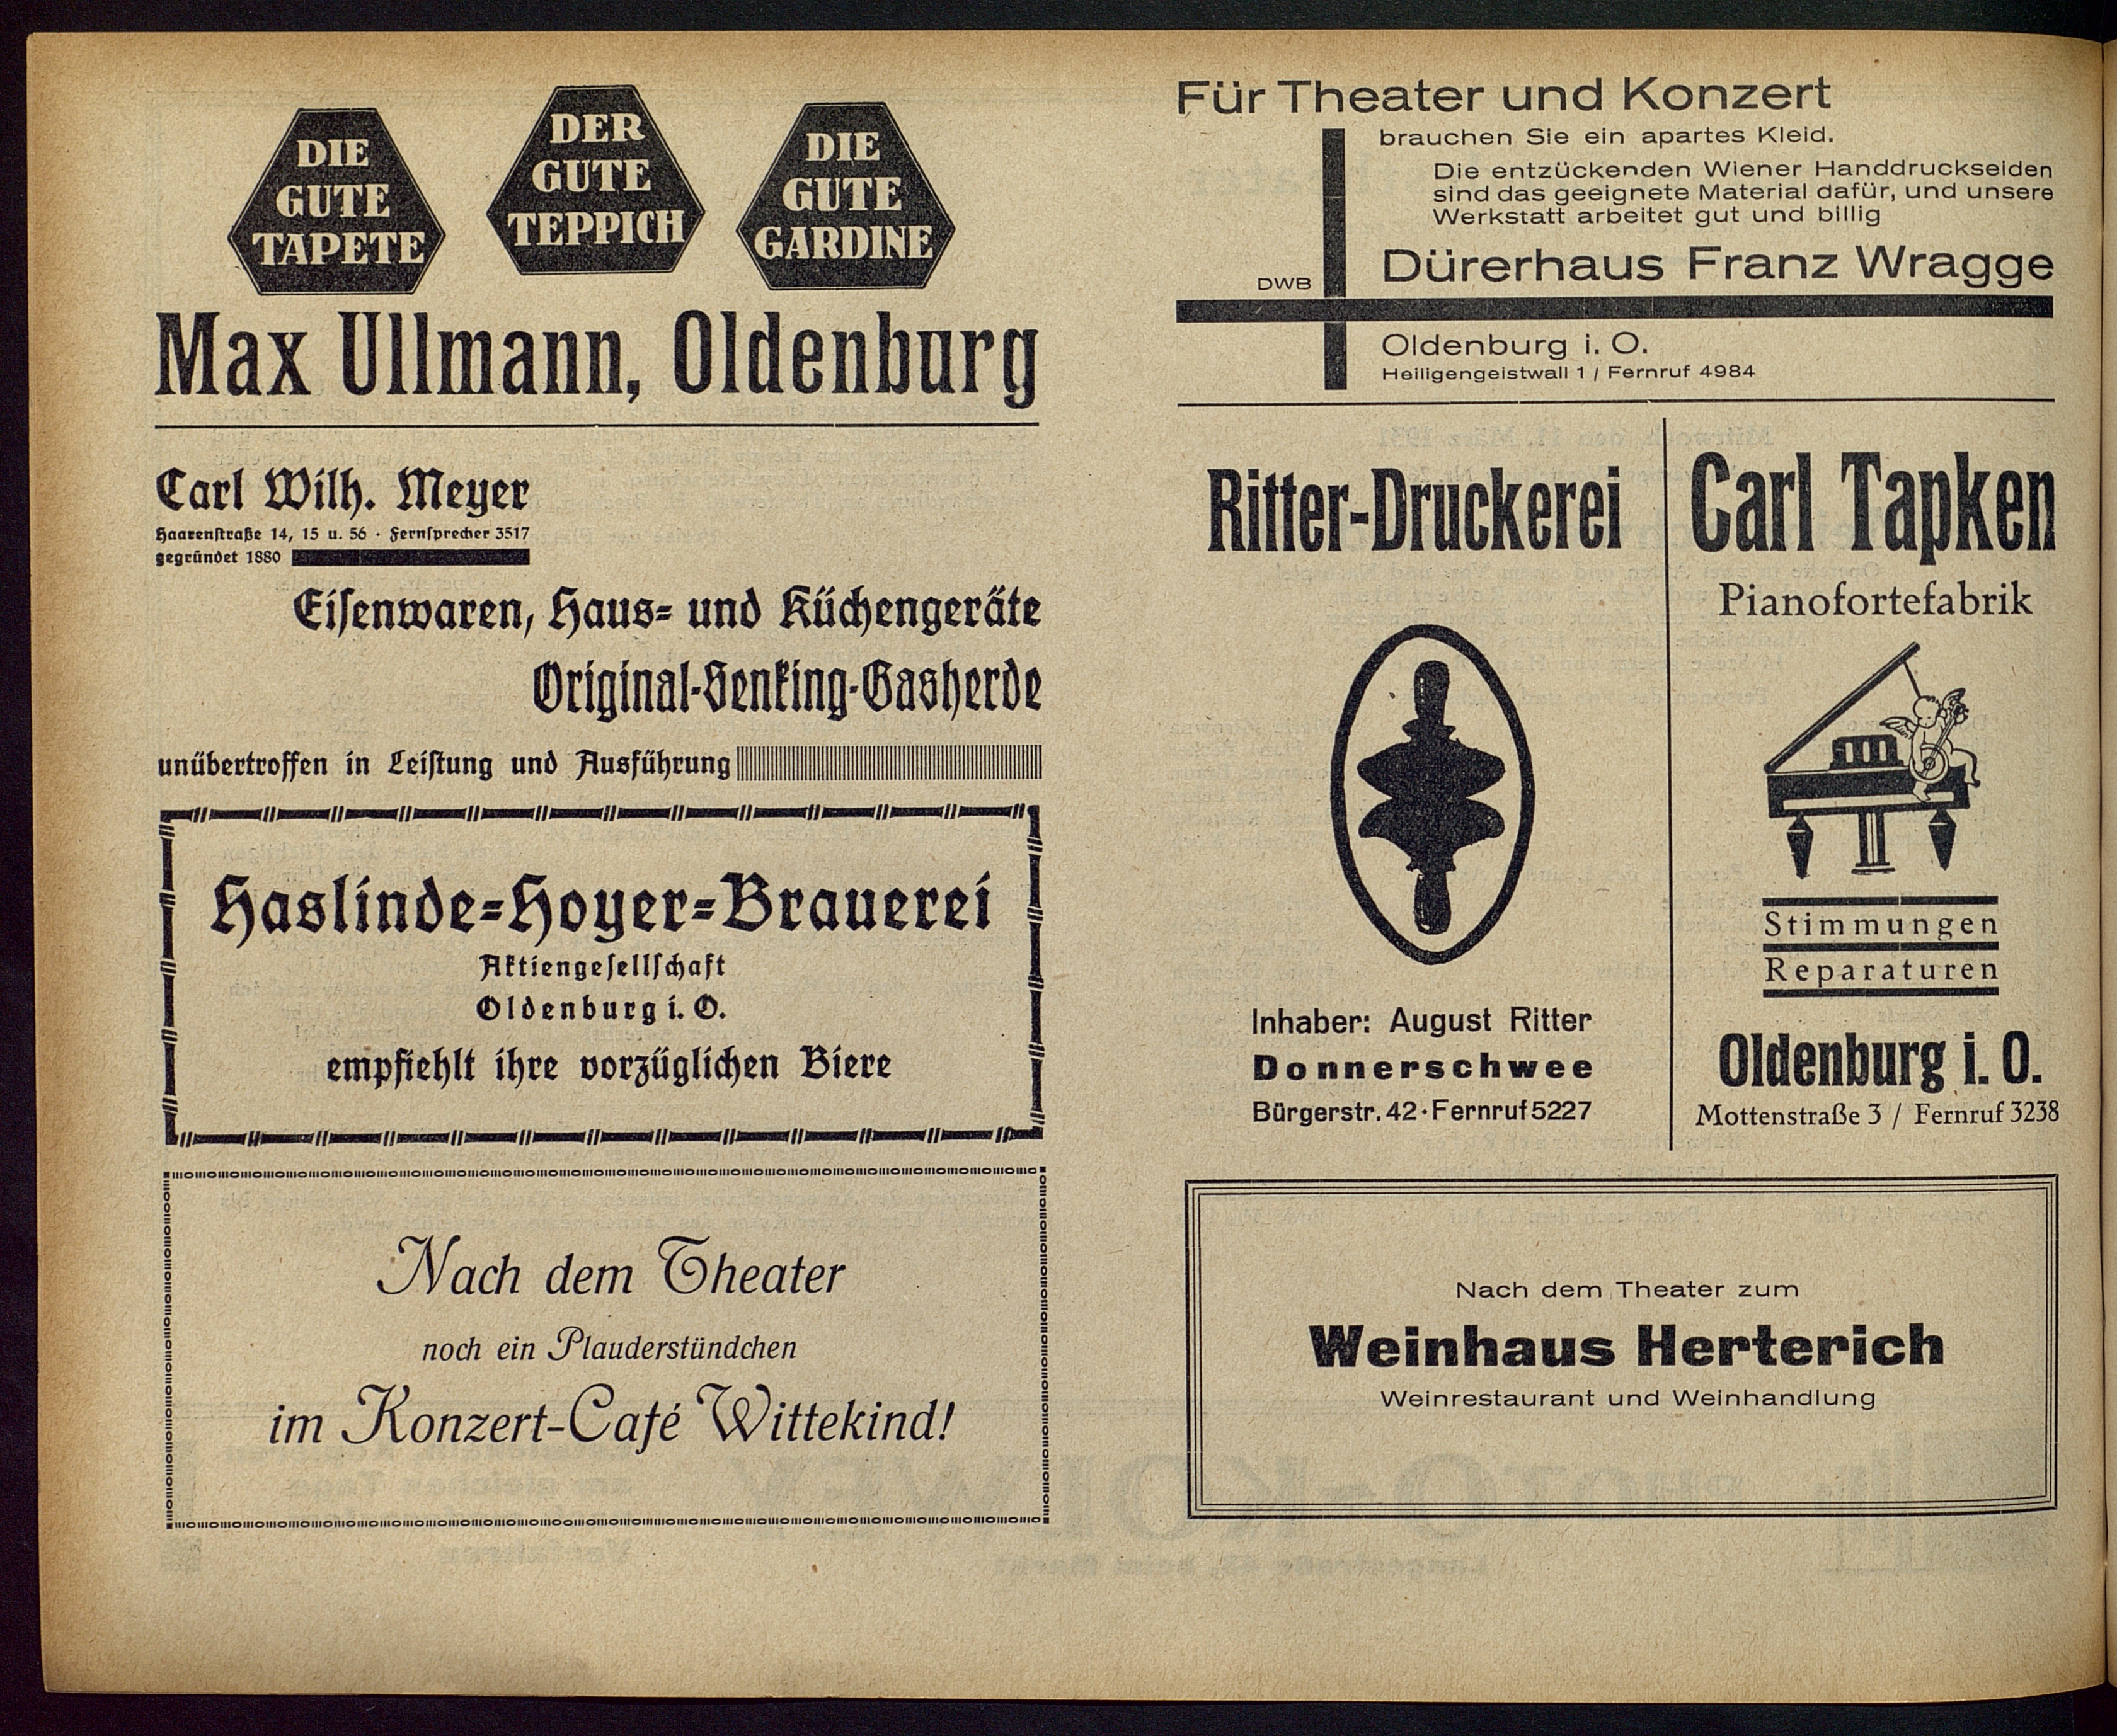 DIE
GUTE
TAPETE
DER
GUTE
TEPPICH
DIE
GUTE
GARDINE
Max Ullmann, Oldenburg
Carl Wilh. Meyer
Haarenstraße 14, 15 u. 56 · Fernsprecher 3517
gegründet 1880
Eisenwaren, Haus- und Küchengeräte
Original-Senking-Gasherde
unübertroffen in Leistung und Ausführung
Haslinde-Hoyer-Brauerei
Aktiengesellschaft
Oldenburg i. O.
empfiehlt ihre vorzüglichen Biere
Nach dem Theater
noch ein Plauderstündchen
im Konzert-Café Wittekind!
Für Theater und Konzert
brauchen Sie ein apartes Kleid.
Die entzückenden Wiener Handdruckseiden
sind das geeignete Material dafür, und unsere
Werkstatt arbeitet gut und billig
DWB
Dürerhaus Franz Wragge
Oldenburg i. O.
Heiligengeistwall 1 / Fernruf 4984
Ritter-Druckerei
Inhaber: August Ritter
Donnerschwee
Bürgerstr. 42 · Fernruf 5227
Carl Tapken
Pianofortefabrik
Stimmungen
Reparaturen
Oldenburg i. O.
Mottenstraße 3 / Fernruf 3238
Nach dem Theater zum
Weinhaus Herterich
Weinrestaurant und Weinhandlung